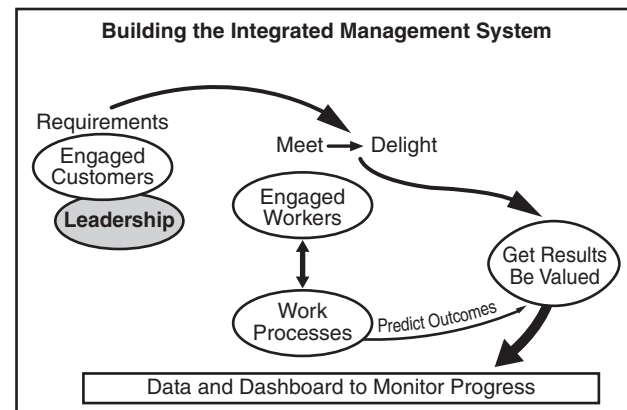 Building the Integrated Management System
Requirements
Engaged
Customers
Leadership
Meet Delight
Engaged
Workers
Get Results
Be Valued
Work
Processes
Predict Outcomes
Data and Dashboard to Monitor Progress